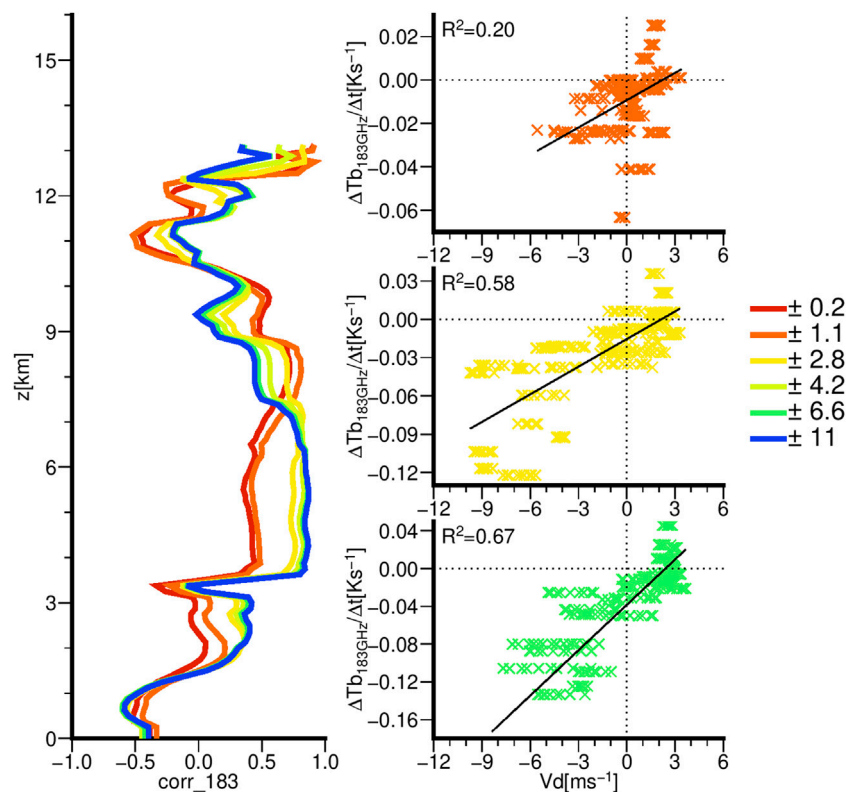 z[km]
15
12
9
6
3
0
−1.0 −0.5 0.0 0.5 1.0
corr_183
R²=0.20
ΔTb₁₈₃GHz/Δt[Ks⁻¹]
0.02
0.00
−0.02
−0.04
−0.06
−12 −9 −6 −3 0 3 6
R²=0.58
ΔTb₁₈₃GHz/Δt[Ks⁻¹]
0.03
0.00
−0.03
−0.06
−0.09
−0.12
−12 −9 −6 −3 0 3 6
R²=0.67
ΔTb₁₈₃GHz/Δt[Ks⁻¹]
0.04
0.00
−0.04
−0.08
−0.12
−0.16
−12 −9 −6 −3 0 3 6
Vd[ms⁻¹]
± 0.2
± 1.1
± 2.8
± 4.2
± 6.6
± 11